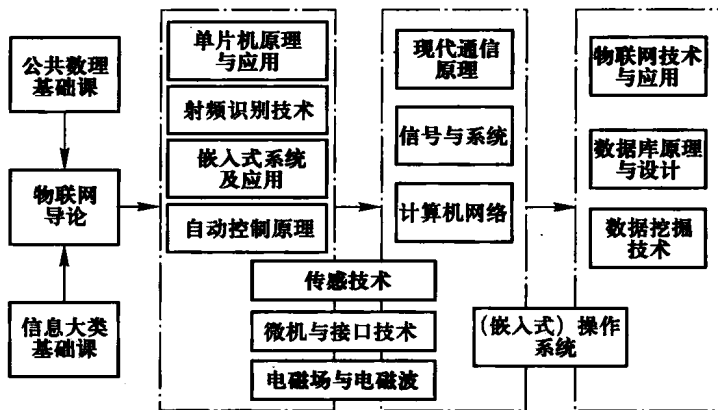 公共数理
基础课
物联网
导论
信息大类
基础课
单片机原理
与应用
射频识别技术
嵌入式系统
及应用
自动控制原理
传感技术
微机与接口技术
电磁场与电磁波
现代通信
原理
信号与系统
计算机网络
(嵌入式)操作
系统
物联网技术
与应用
数据库原理
与设计
数据挖掘
技术